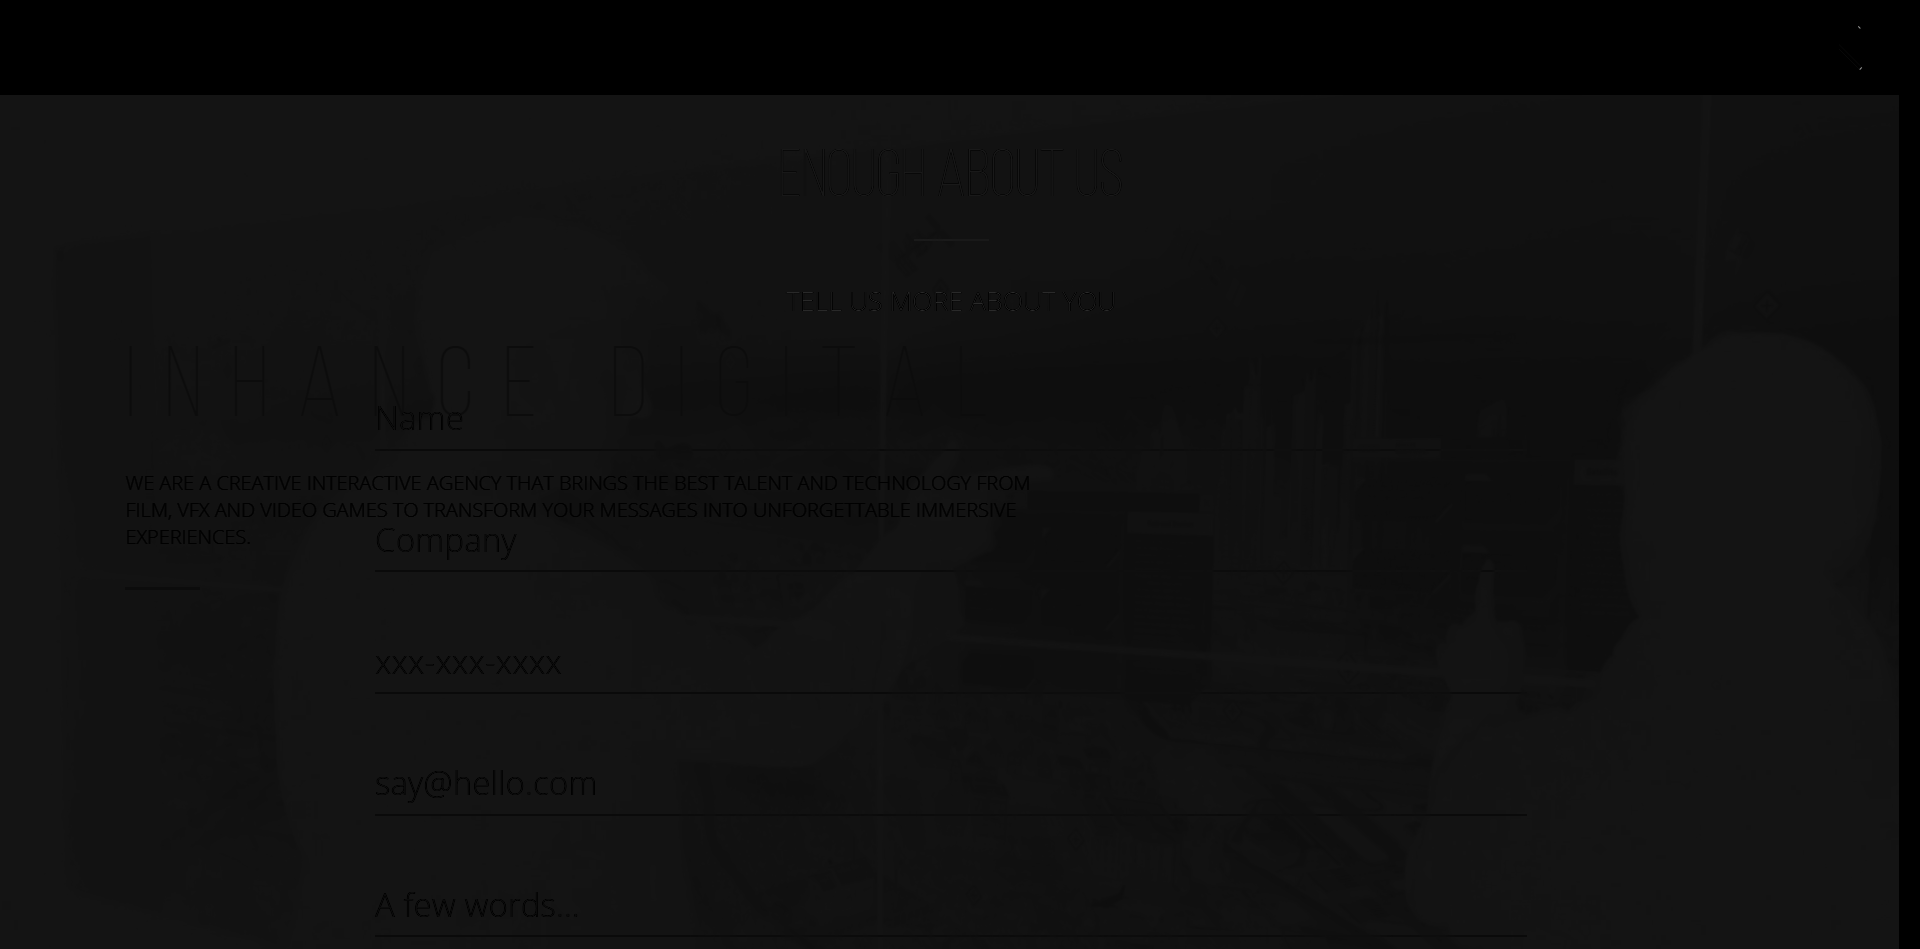 ENOUGH ABOUT US
TELL US MORE ABOUT YOU
INHANCE DIGITAL
Name
WE ARE A CREATIVE INTERACTIVE AGENCY THAT BRINGS THE BEST TALENT AND TECHNOLOGY FROM
FILM, VFX AND VIDEO GAMES TO TRANSFORM YOUR MESSAGES INTO UNFORGETTABLE IMMERSIVE
EXPERIENCES.
Company
xxx-xxx-xxxx
say@hello.com
A few words...